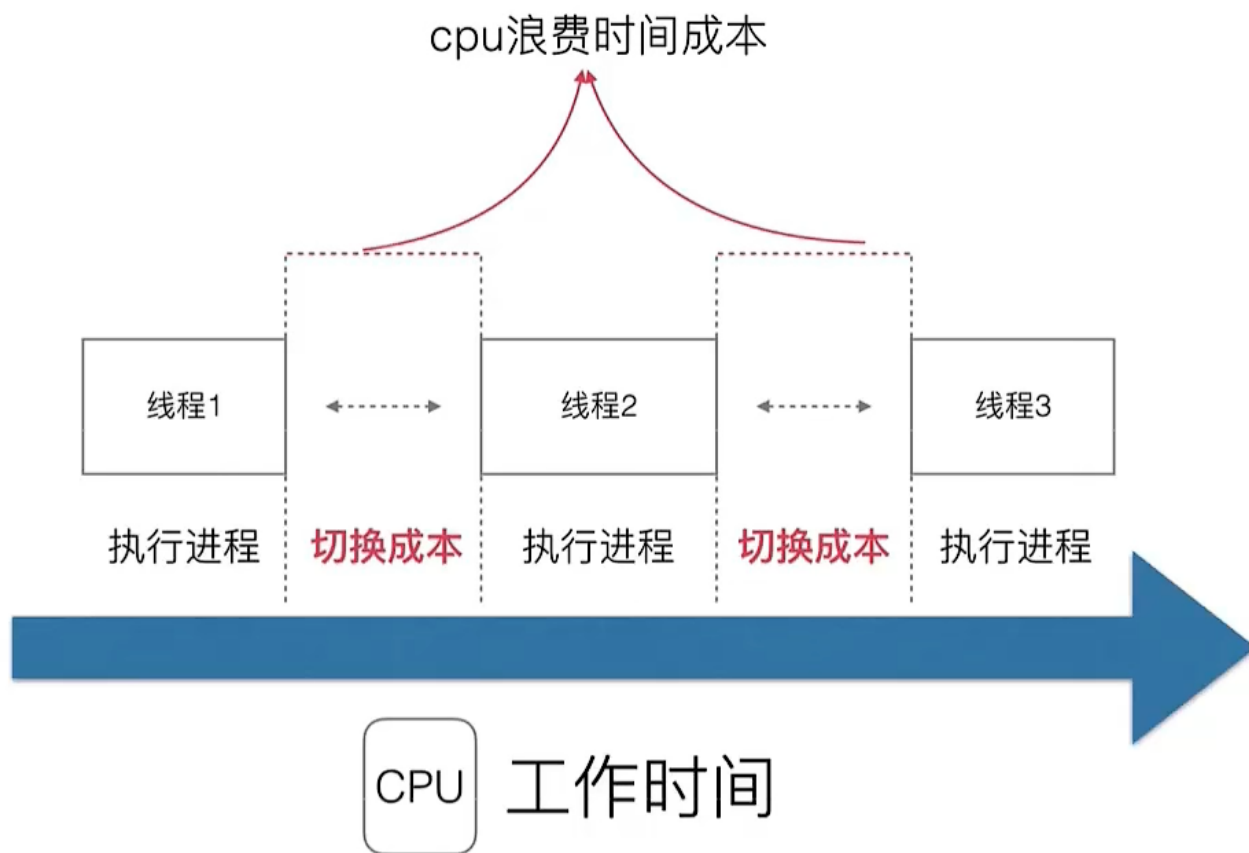 cpu浪费时间成本
线程1
线程2
线程3
执行进程
切换成本
执行进程
切换成本
执行进程
CPU
工作时间